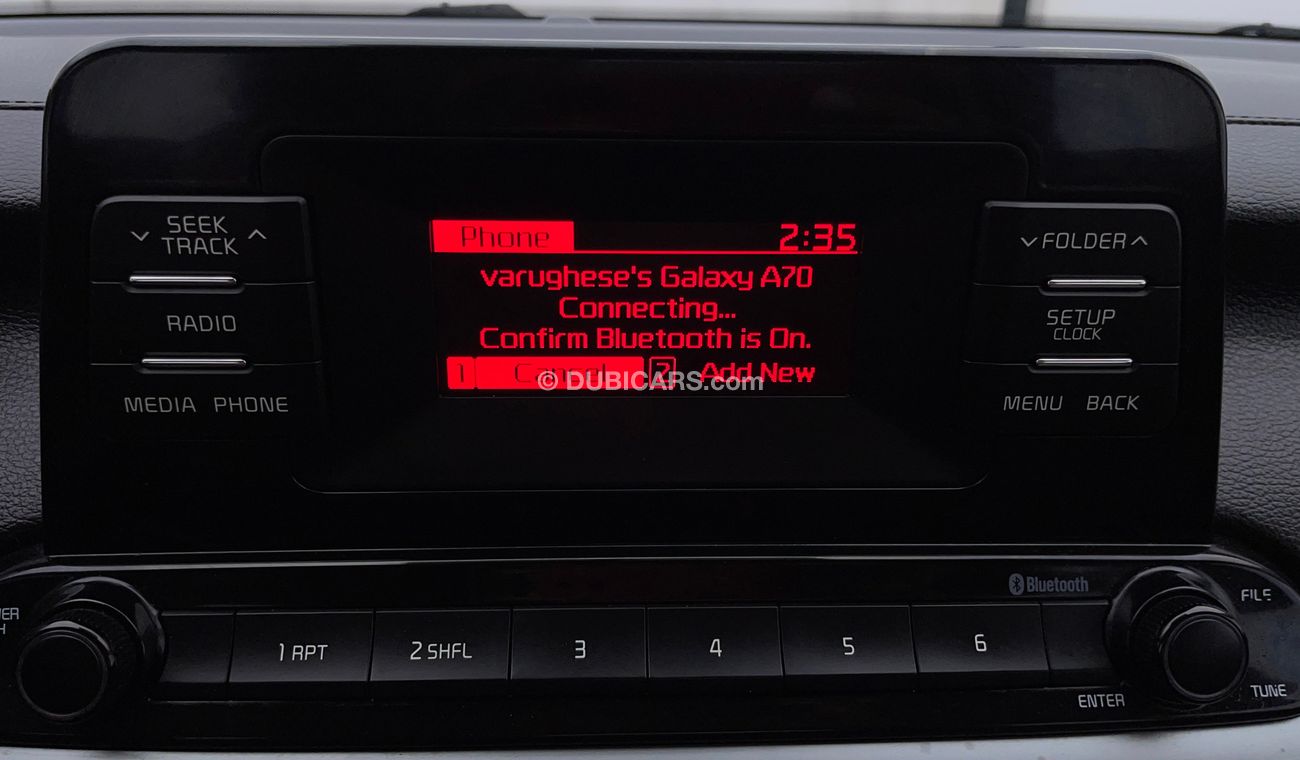 SEEK
TRACK
RADIO
MEDIA PHONE
Phone 2:35
varughese's Galaxy A70
Connecting...
Confirm Bluetooth is On.
1 Cancel 2 Add New
© DUBICARS.com
FOLDER
SETUP
CLOCK
MENU BACK
Bluetooth
FILE
1 RPT 2 SHFL 3 4 5 6
ENTER
TUNE